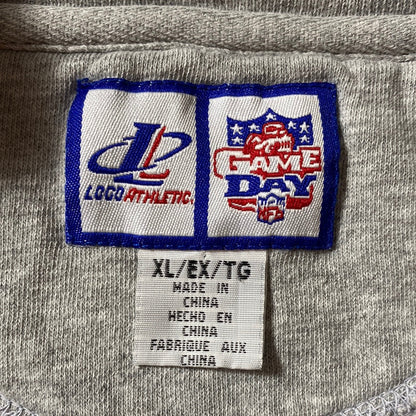 LOGO ATHLETIC
GAME
DAY
NFL
XL/EX/TG
MADE IN
CHINA
HECHO EN
CHINA
FABRIQUE AUX
CHINA